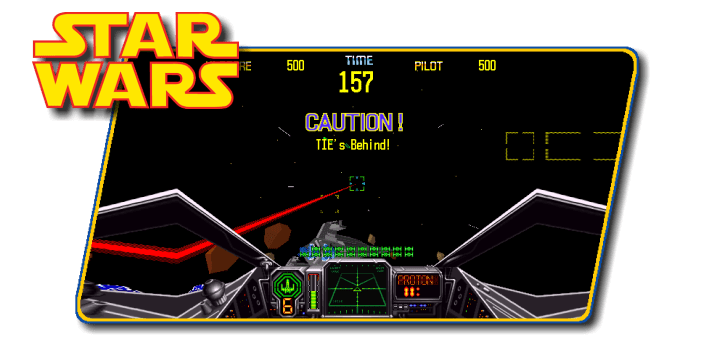 STAR
WARS
RE 500 TIME PILOT 500
157
CAUTION!
TIE's Behind!
PROTON
6